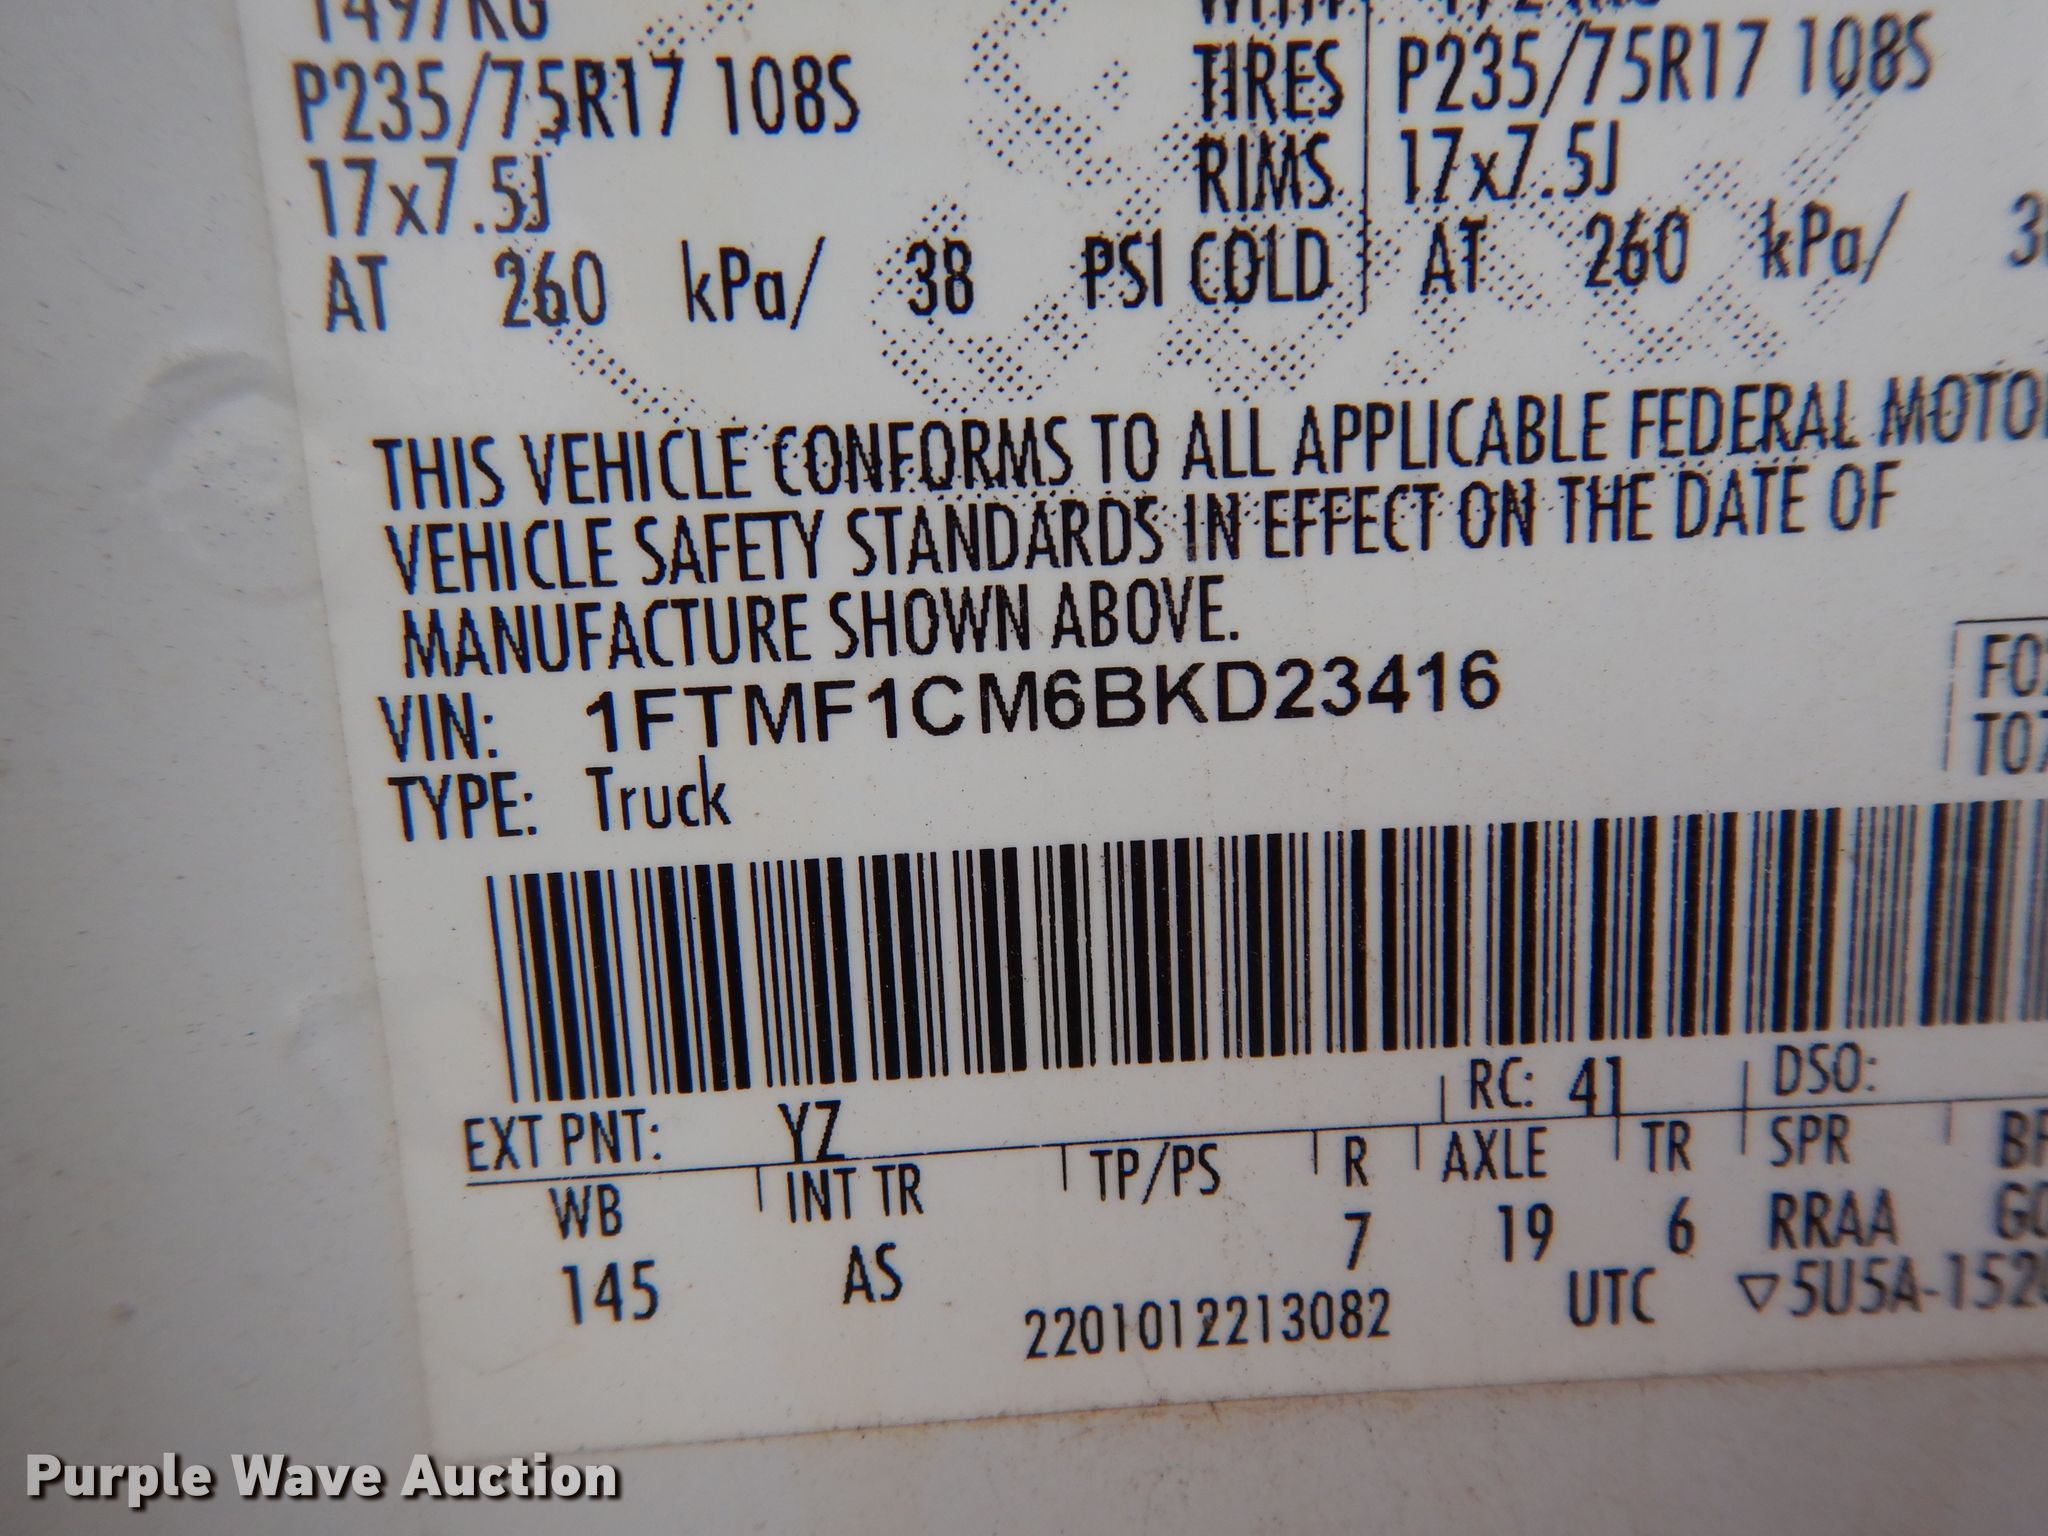 P235/75R17 108S TIRES P235/75R17 108S
17x7.5J RIMS 17x7.5J
AT 260 kPa/ 38 PSI COLD AT 260 kPa/
THIS VEHICLE CONFORMS TO ALL APPLICABLE FEDERAL MOTOR
VEHICLE SAFETY STANDARDS IN EFFECT ON THE DATE OF
MANUFACTURE SHOWN ABOVE.
VIN: 1FTMF1CM6BKD23416
TYPE: Truck
EXT PNT: YZ RC: 41 DSO:
WB INT TR TP/PS R AXLE TR SPR
145 AS 7 19 6 RRAA
2201012213082 UTC
Purple Wave Auction